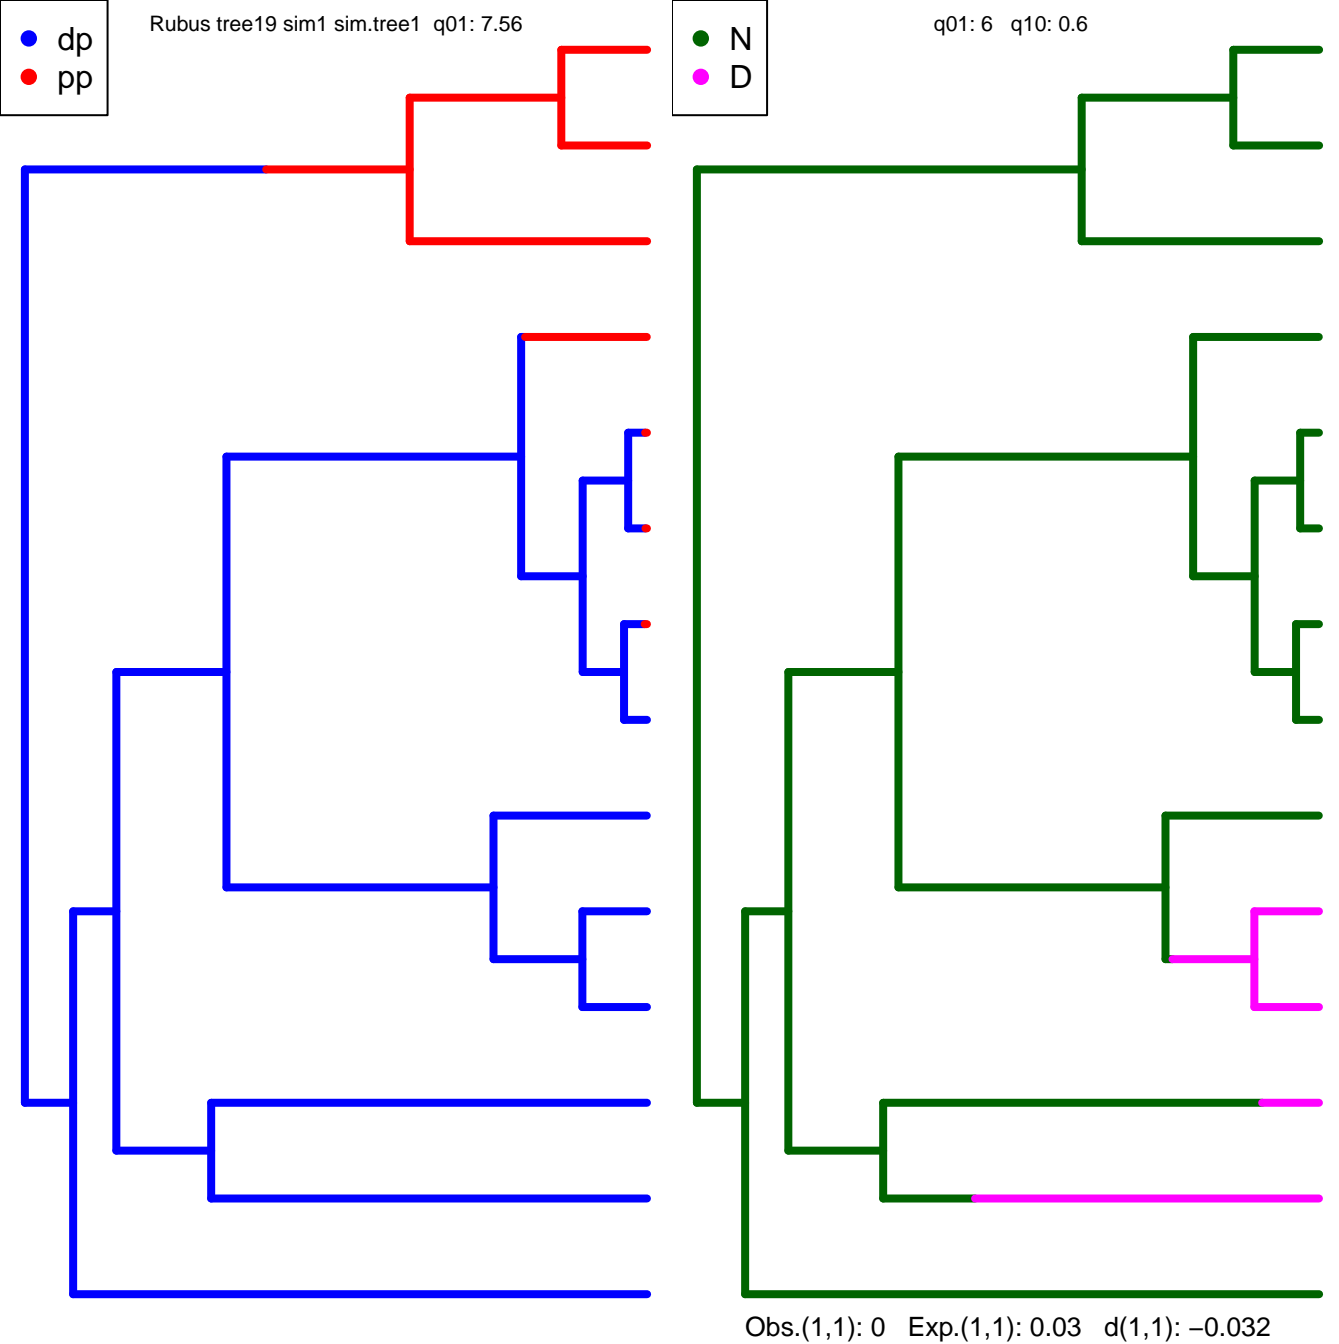 dp
pp
Rubus tree19 sim1 sim.tree1 q01: 7.56
N
D
q01: 6 q10: 0.6
Obs.(1,1): 0 Exp.(1,1): 0.03 d(1,1): −0.032